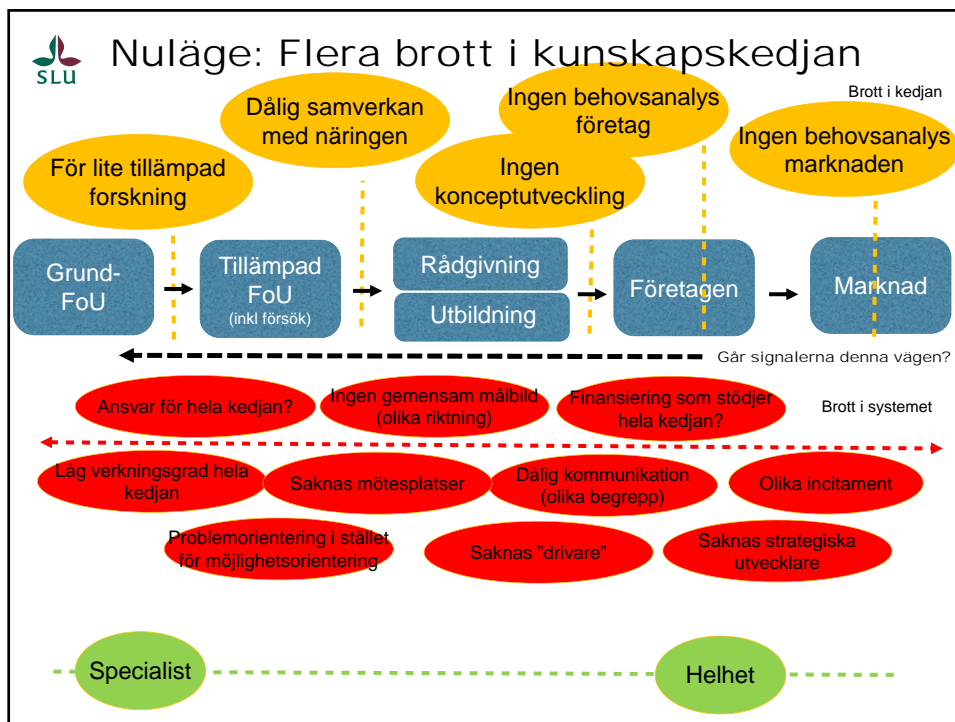 SLU
Nuläge: Flera brott i kunskapskedjan
Brott i kedjan
För lite tillämpad
forskning
Dålig samverkan
med näringen
Ingen
konceptutveckling
Ingen behovsanalys
företag
Ingen behovsanalys
marknaden
Grund-
FoU
Tillämpad
FoU
(inkl försök)
Rådgivning
Utbildning
Företagen
Marknad
Går signalerna denna vägen?
Ansvar för hela kedjan?
Ingen gemensam målbild
(olika riktning)
Finansiering som stödjer
hela kedjan?
Brott i systemet
Låg verkningsgrad hela
kedjan
Saknas mötesplatser
Dålig kommunikation
(olika begrepp)
Olika incitament
Problemorientering i stället
för möjlighetsorientering
Saknas ”drivare”
Saknas strategiska
utvecklare
Specialist
Helhet